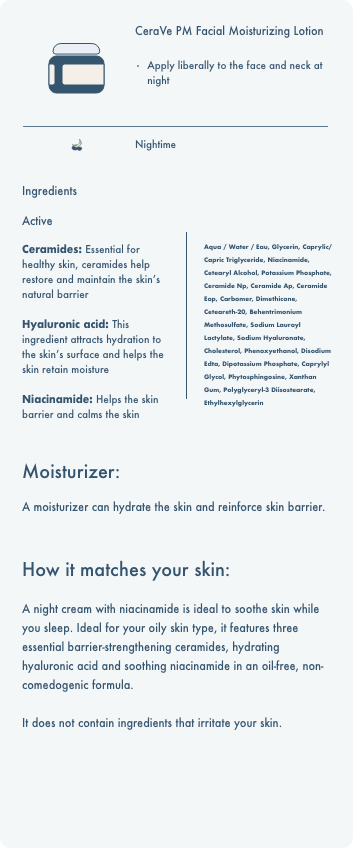 CeraVe PM Facial Moisturizing Lotion
· Apply liberally to the face and neck at
night
Nightime
Ingredients
Active
Ceramides: Essential for
healthy skin, ceramides help
restore and maintain the skin's
natural barrier
Hyaluronic acid: This
ingredient attracts hydration to
the skin's surface and helps the
skin retain moisture
Niacinamide: Helps the skin
barrier and calms the skin
Aqua / Water / Eau, Glycerin, Caprylic/
Capric Triglyceride, Niacinamide,
Cetearyl Alcohol, Potassium Phosphate,
Ceramide Np, Ceramide Ap, Ceramide
Eop, Carbomer, Dimethicone,
Ceteareth-20, Behentrimonium
Methosulfate, Sodium Lauroyl
Lactylate, Sodium Hyaluronate,
Cholesterol, Phenoxyethanol, Disodium
Edta, Dipotassium Phosphate, Caprylyl
Glycol, Phytosphingosine, Xanthan
Gum, Polyglyceryl-3 Diisostearate,
Ethylhexylglycerin
Moisturizer:
A moisturizer can hydrate the skin and reinforce skin barrier.
How it matches your skin:
A night cream with niacinamide is ideal to soothe skin while
you sleep. Ideal for your oily skin type, it features three
essential barrier-strengthening ceramides, hydrating
hyaluronic acid and soothing niacinamide in an oil-free, non-
comedogenic formula.
It does not contain ingredients that irritate your skin.